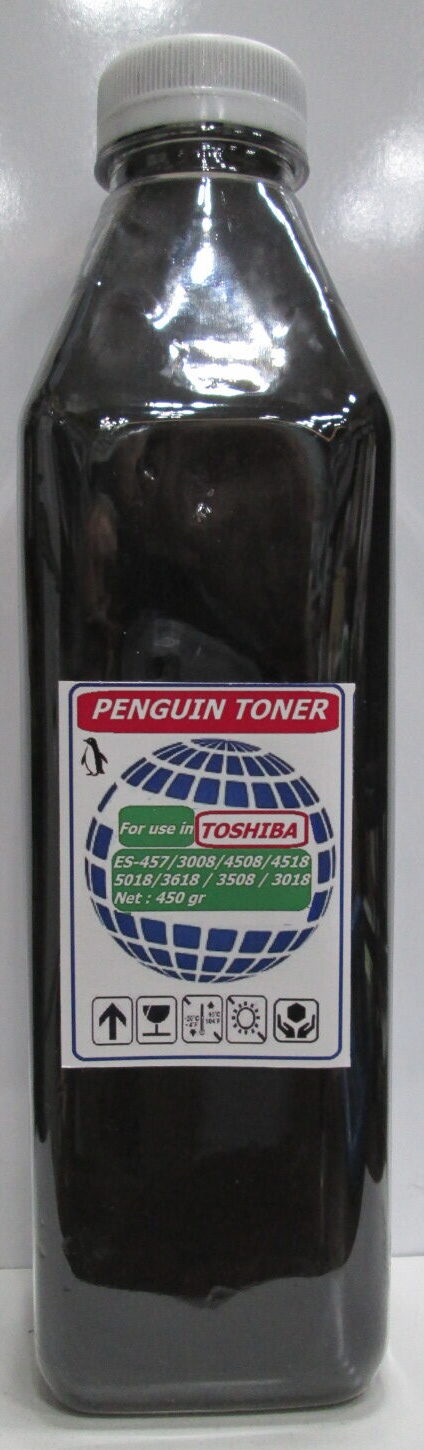 PENGUIN TONER
For use in TOSHIBA
ES-457/3008/4508/4518
5018/3618 / 3508 / 3018
Net : 450 gr